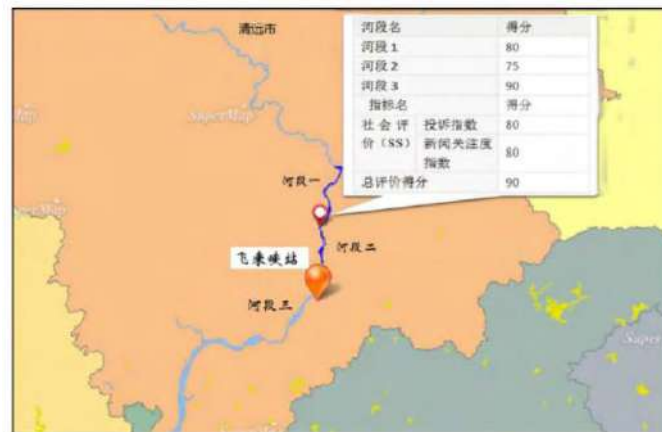 清远市
河段名 得分
河段 1 80
河段 2 75
河段 3 90
指标名 得分
社会评价（SS） 投诉指数 80
新闻关注度指数 80
总评价得分 90
河段一
河段二
飞来峡站
河段三
SuperMap
SuperMap